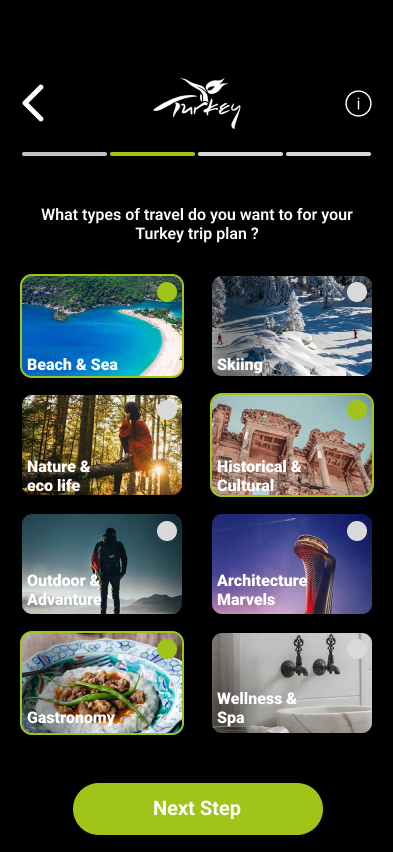 Turkey
i
What types of travel do you want to for your
Turkey trip plan ?
Beach & Sea
Skiing
Nature &
eco life
Historical &
Cultural
Outdoor &
Advanture
Architecture
Marvels
Gastronomy
Wellness &
Spa
Next Step